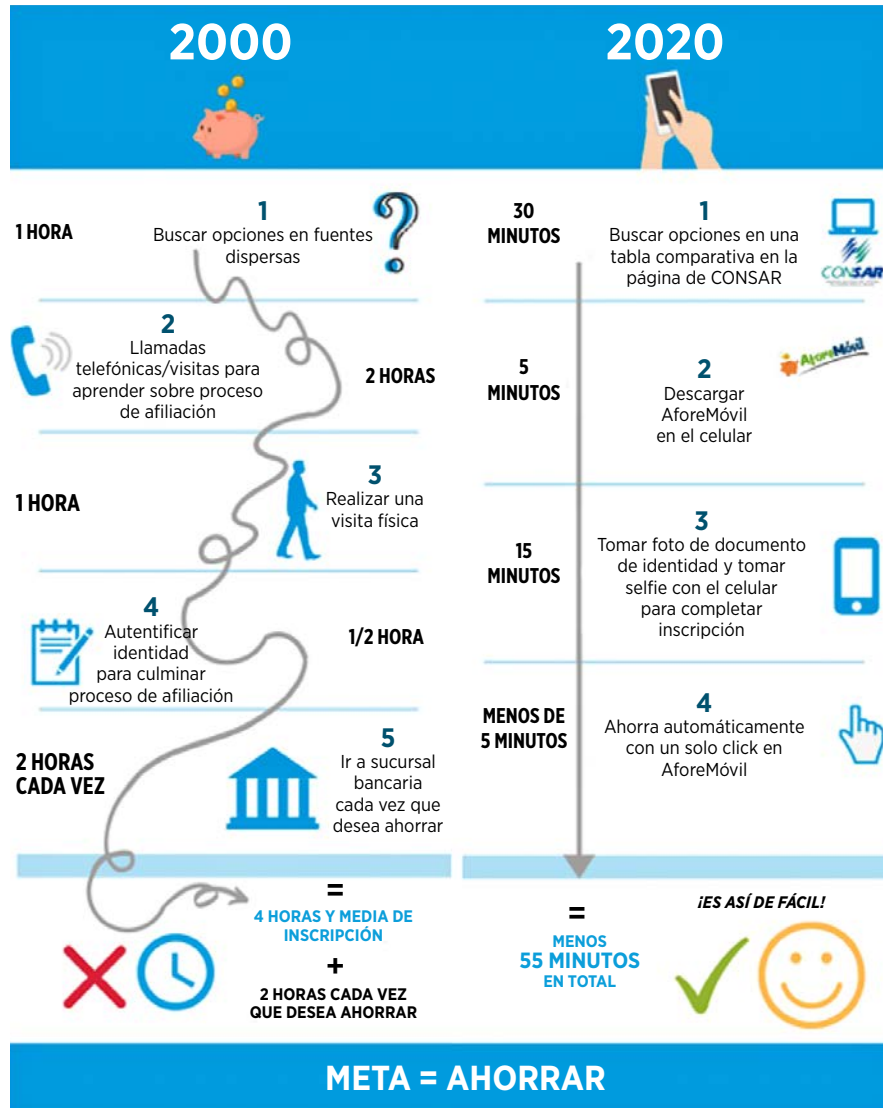 2000
1 HORA
1
Buscar opciones en fuentes
dispersas
2
Llamadas
telefónicas/visitas para
aprender sobre proceso
de afiliación
2 HORAS
1 HORA
3
Realizar una
visita física
4
Autentificar
identidad
para culminar
proceso de afiliación
1/2 HORA
2 HORAS
CADA VEZ
5
Ir a sucursal
bancaria
cada vez que
desea ahorrar
=
4 HORAS Y MEDIA DE
INSCRIPCIÓN
+
2 HORAS CADA VEZ
QUE DESEA AHORRAR
2020
30
MINUTOS
1
Buscar opciones en una
tabla comparativa en la
página de CONSAR
CONSAR
5
MINUTOS
2
Descargar
AforeMóvil
en el celular
AforeMóvil
15
MINUTOS
3
Tomar foto de documento
de identidad y tomar
selfie con el celular
para completar
inscripción
MENOS DE
5 MINUTOS
4
Ahorra automáticamente
con un solo click en
AforeMóvil
=
MENOS
55 MINUTOS
EN TOTAL
¡ES ASÍ DE FÁCIL!
META = AHORRAR